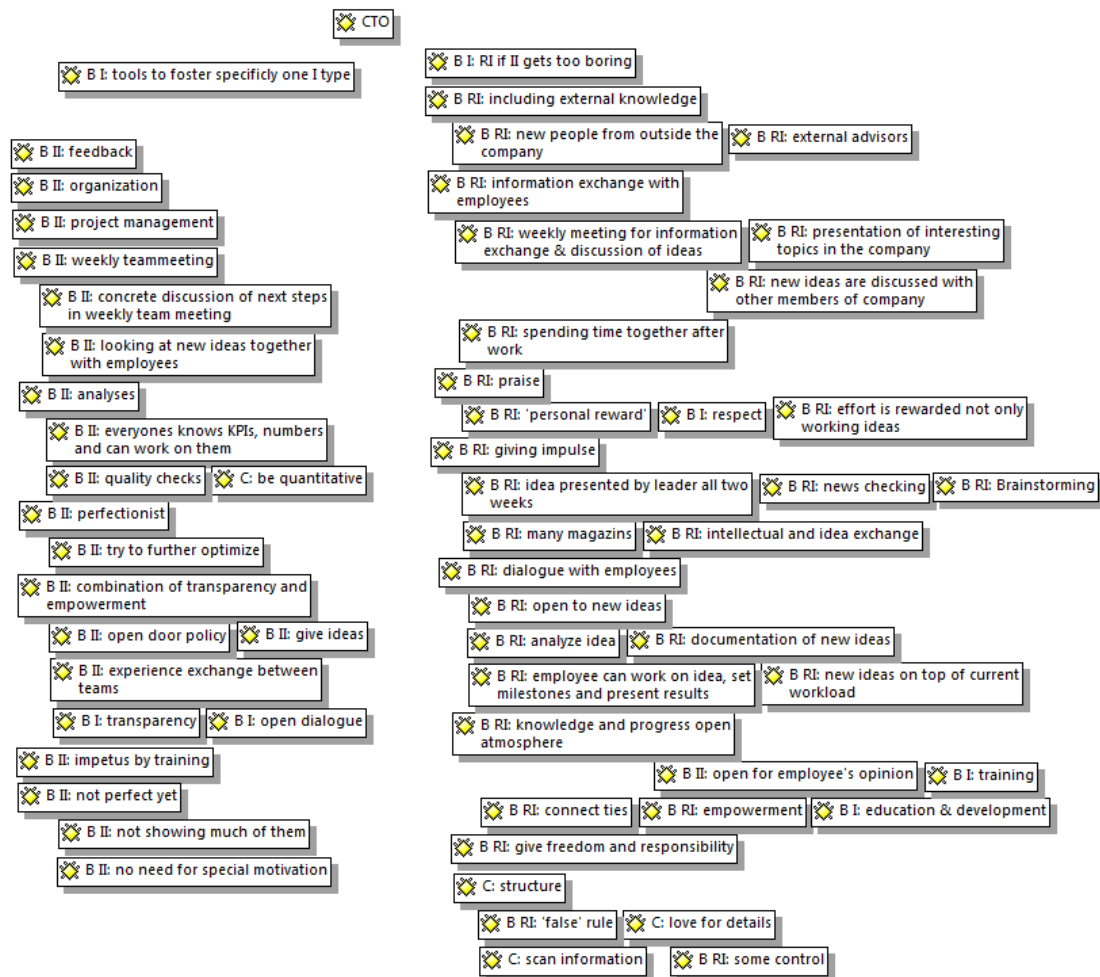 CTO
B I: tools to foster specificly one I type
B II: feedback
B II: organization
B II: project management
B II: weekly teammeeting
B II: concrete discussion of next steps
in weekly team meeting
B II: looking at new ideas together
with employees
B II: analyses
B II: everyones knows KPIs, numbers
and can work on them
B II: quality checks
C: be quantitative
B II: perfectionist
B II: try to further optimize
B II: combination of transparency and
empowerment
B II: open door policy
B II: give ideas
B II: experience exchange between
teams
B I: transparency
B I: open dialogue
B II: impetus by training
B II: not perfect yet
B II: not showing much of them
B II: no need for special motivation
B I: RI if II gets too boring
B RI: including external knowledge
B RI: new people from outside the
company
B RI: external advisors
B RI: information exchange with
employees
B RI: weekly meeting for information
exchange & discussion of ideas
B RI: presentation of interesting
topics in the company
B RI: new ideas are discussed with
other members of company
B RI: spending time together after
work
B RI: praise
B RI: 'personal reward'
B I: respect
B RI: effort is rewarded not only
working ideas
B RI: giving impulse
B RI: idea presented by leader all two
weeks
B RI: news checking
B RI: Brainstorming
B RI: many magazins
B RI: intellectual and idea exchange
B RI: dialogue with employees
B RI: open to new ideas
B RI: analyze idea
B RI: documentation of new ideas
B RI: employee can work on idea, set
milestones and present results
B RI: new ideas on top of current
workload
B RI: knowledge and progress open
atmosphere
B II: open for employee's opinion
B I: training
B RI: connect ties
B RI: empowerment
B I: education & development
B RI: give freedom and responsibility
C: structure
B RI: 'false' rule
C: love for details
C: scan information
B RI: some control